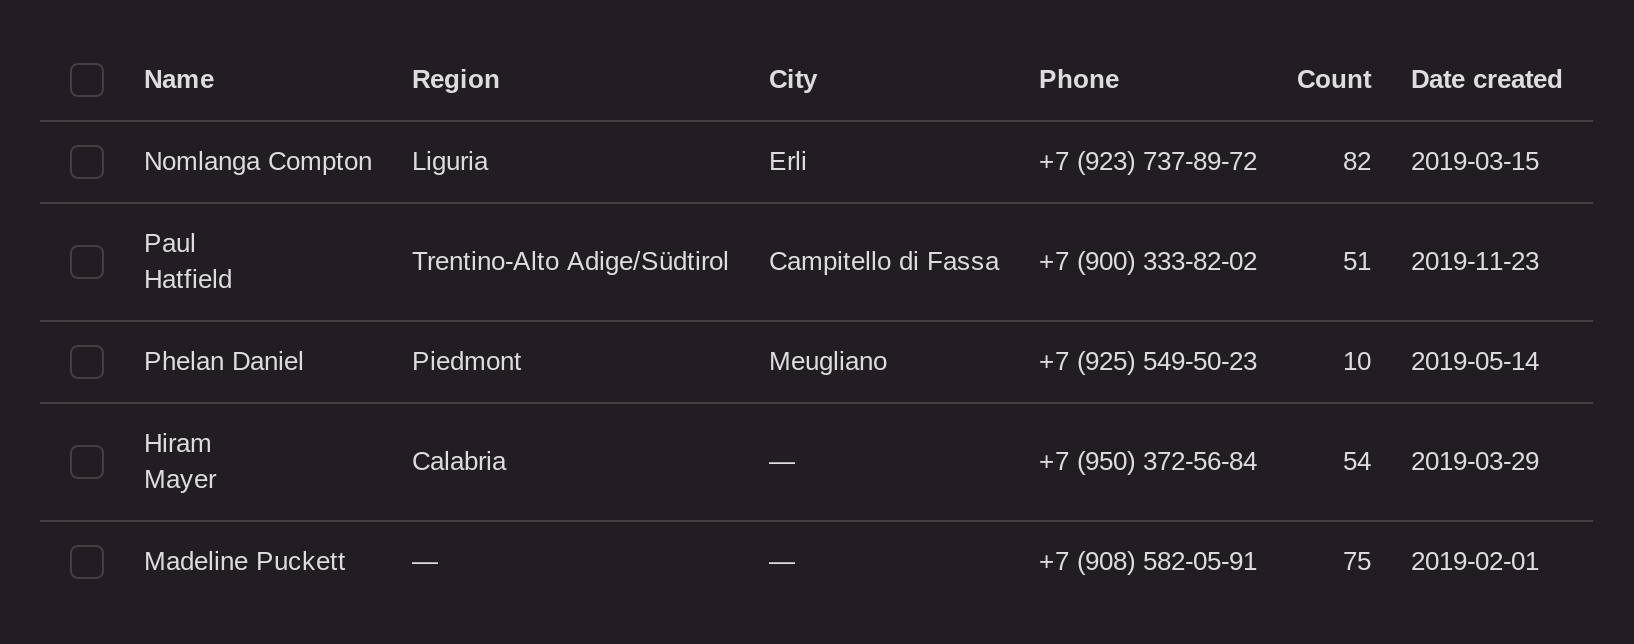 Name Region City Phone Count Date created
Nomlanga Compton Liguria Erli +7 (923) 737-89-72 82 2019-03-15
Paul
Hatfield Trentino-Alto Adige/Südtirol Campitello di Fassa +7 (900) 333-82-02 51 2019-11-23
Phelan Daniel Piedmont Meugliano +7 (925) 549-50-23 10 2019-05-14
Hiram
Mayer Calabria — +7 (950) 372-56-84 54 2019-03-29
Madeline Puckett — — +7 (908) 582-05-91 75 2019-02-01